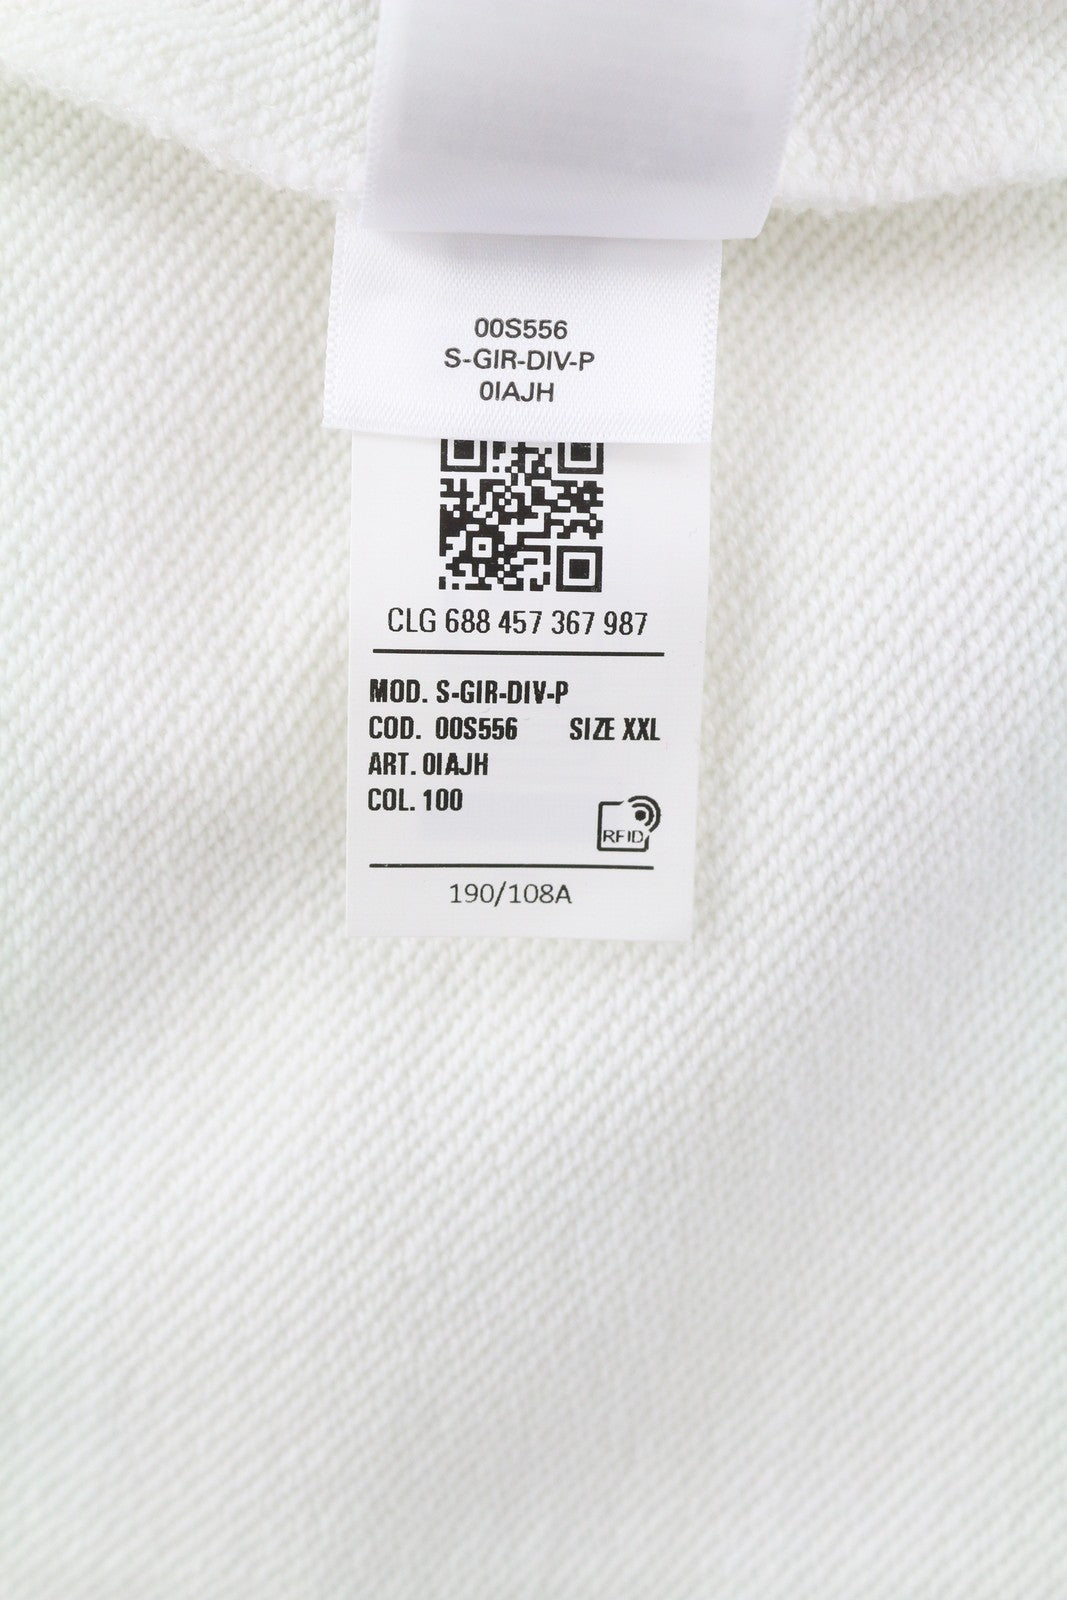 00S556
S-GIR-DIV-P
0IAJH
CLG 688 457 367 987
MOD. S-GIR-DIV-P
COD. 00S556 SIZE XXL
ART. 0IAJH
COL. 100
RFID
190/108A